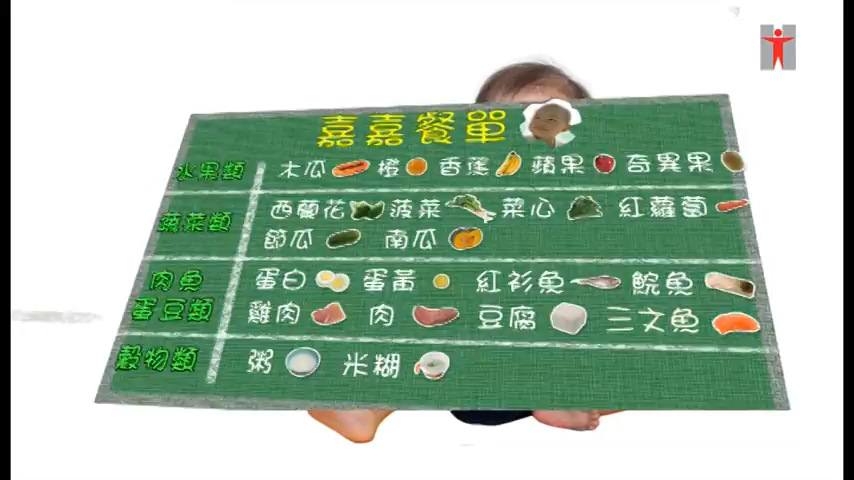 嘉嘉餐單
水果類 木瓜 橙 香蕉 蘋果 奇異果
蔬菜類 西蘭花 菠菜 菜心 紅蘿蔔
節瓜 南瓜
肉魚蛋豆類 蛋白 蛋黃 紅衫魚 鯇魚
雞肉 肉 豆腐 三文魚
穀物類 粥 米糊